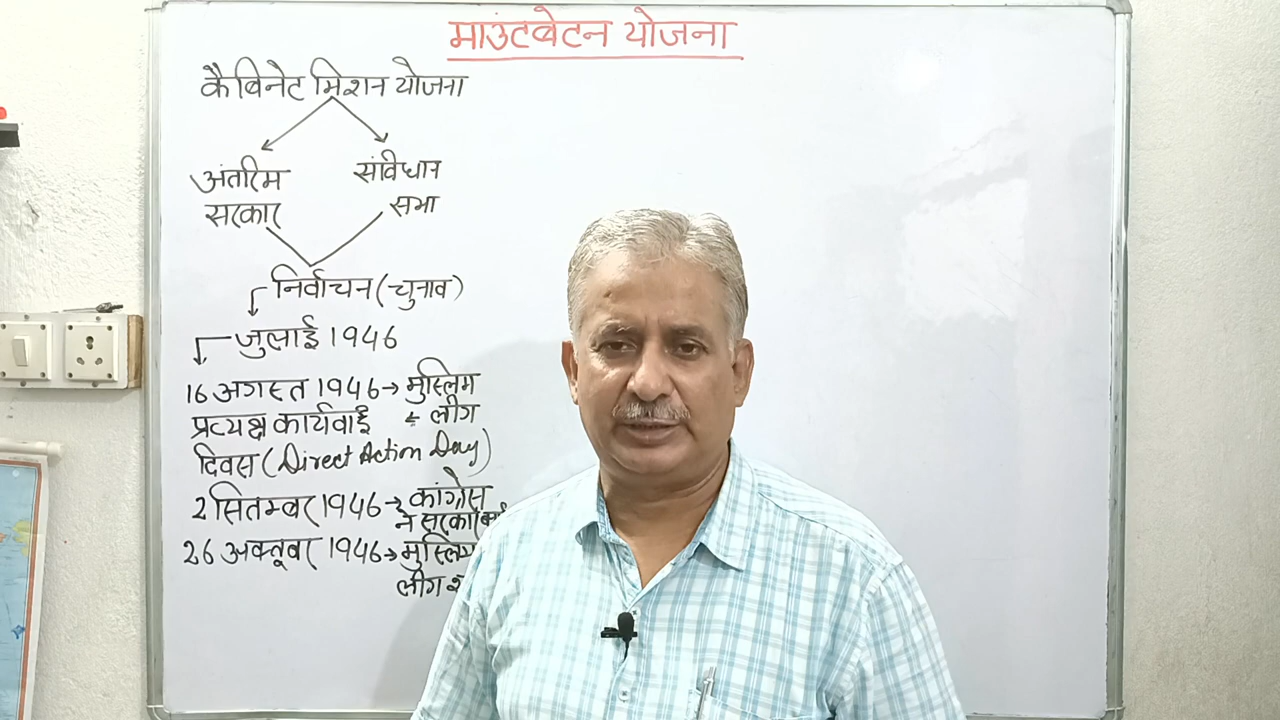 माउंटबेटन योजना
कैबिनेट मिशन योजना
अंतरिम संविधान
सरकार सभा
निर्वाचन (चुनाव)
जुलाई 1946
16 अगस्त 1946 → मुस्लिम
प्रत्यक्ष कार्यवाई ← लीग
दिवस (Direct Action Day)
2 सितम्बर 1946 → कांग्रेस
ने सरकार
26 अक्तूबर 1946 → मुस्लिम
लीग